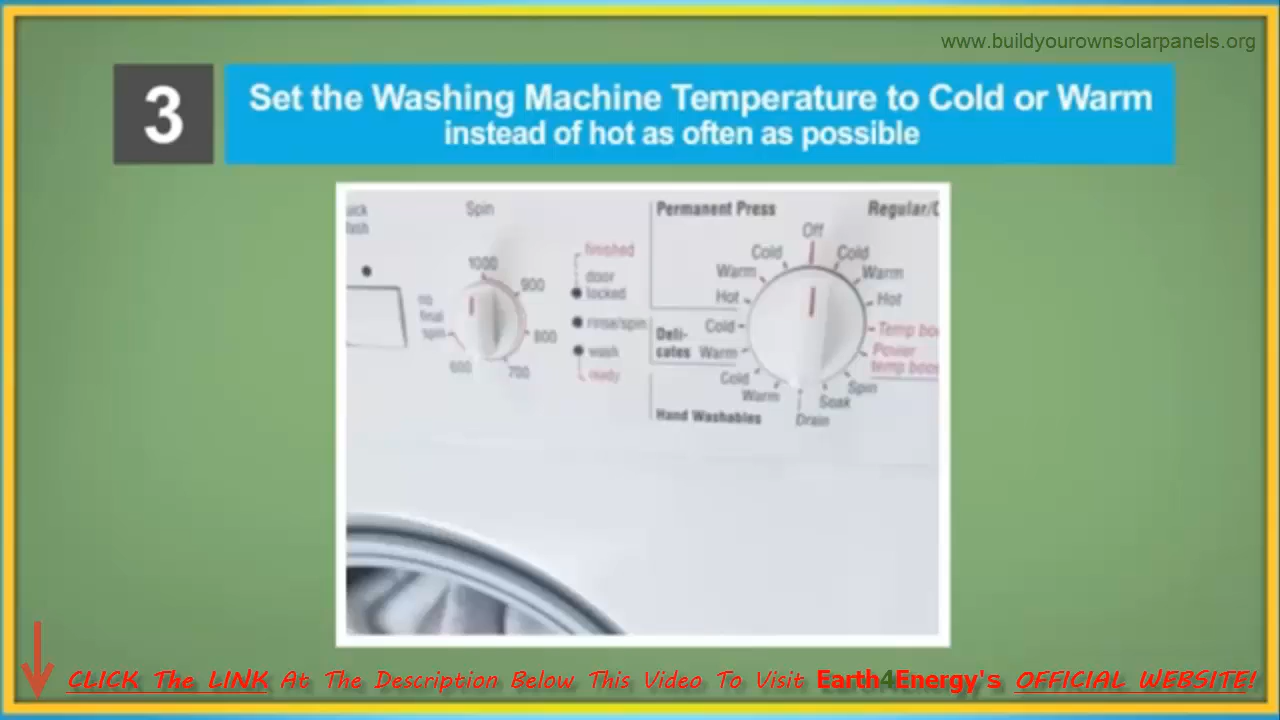 www.buildyourownsolarpanels.org
3
Set the Washing Machine Temperature to Cold or Warm
instead of hot as often as possible
Spin
1000
900
800
700
600
no
final
spin
finished
door
locked
rinse/spin
wash
ready
Permanent Press
Regular/
Off
Cold
Warm
Hot
Cold
Warm
Hot
Deli-
cates
Cold
Warm
Temp
Power
temp
Cold
Warm
Hand Washables
Spin
Soak
Drain
CLICK The LINK At The Description Below This Video To Visit Earth4Energy's OFFICIAL WEBSITE!